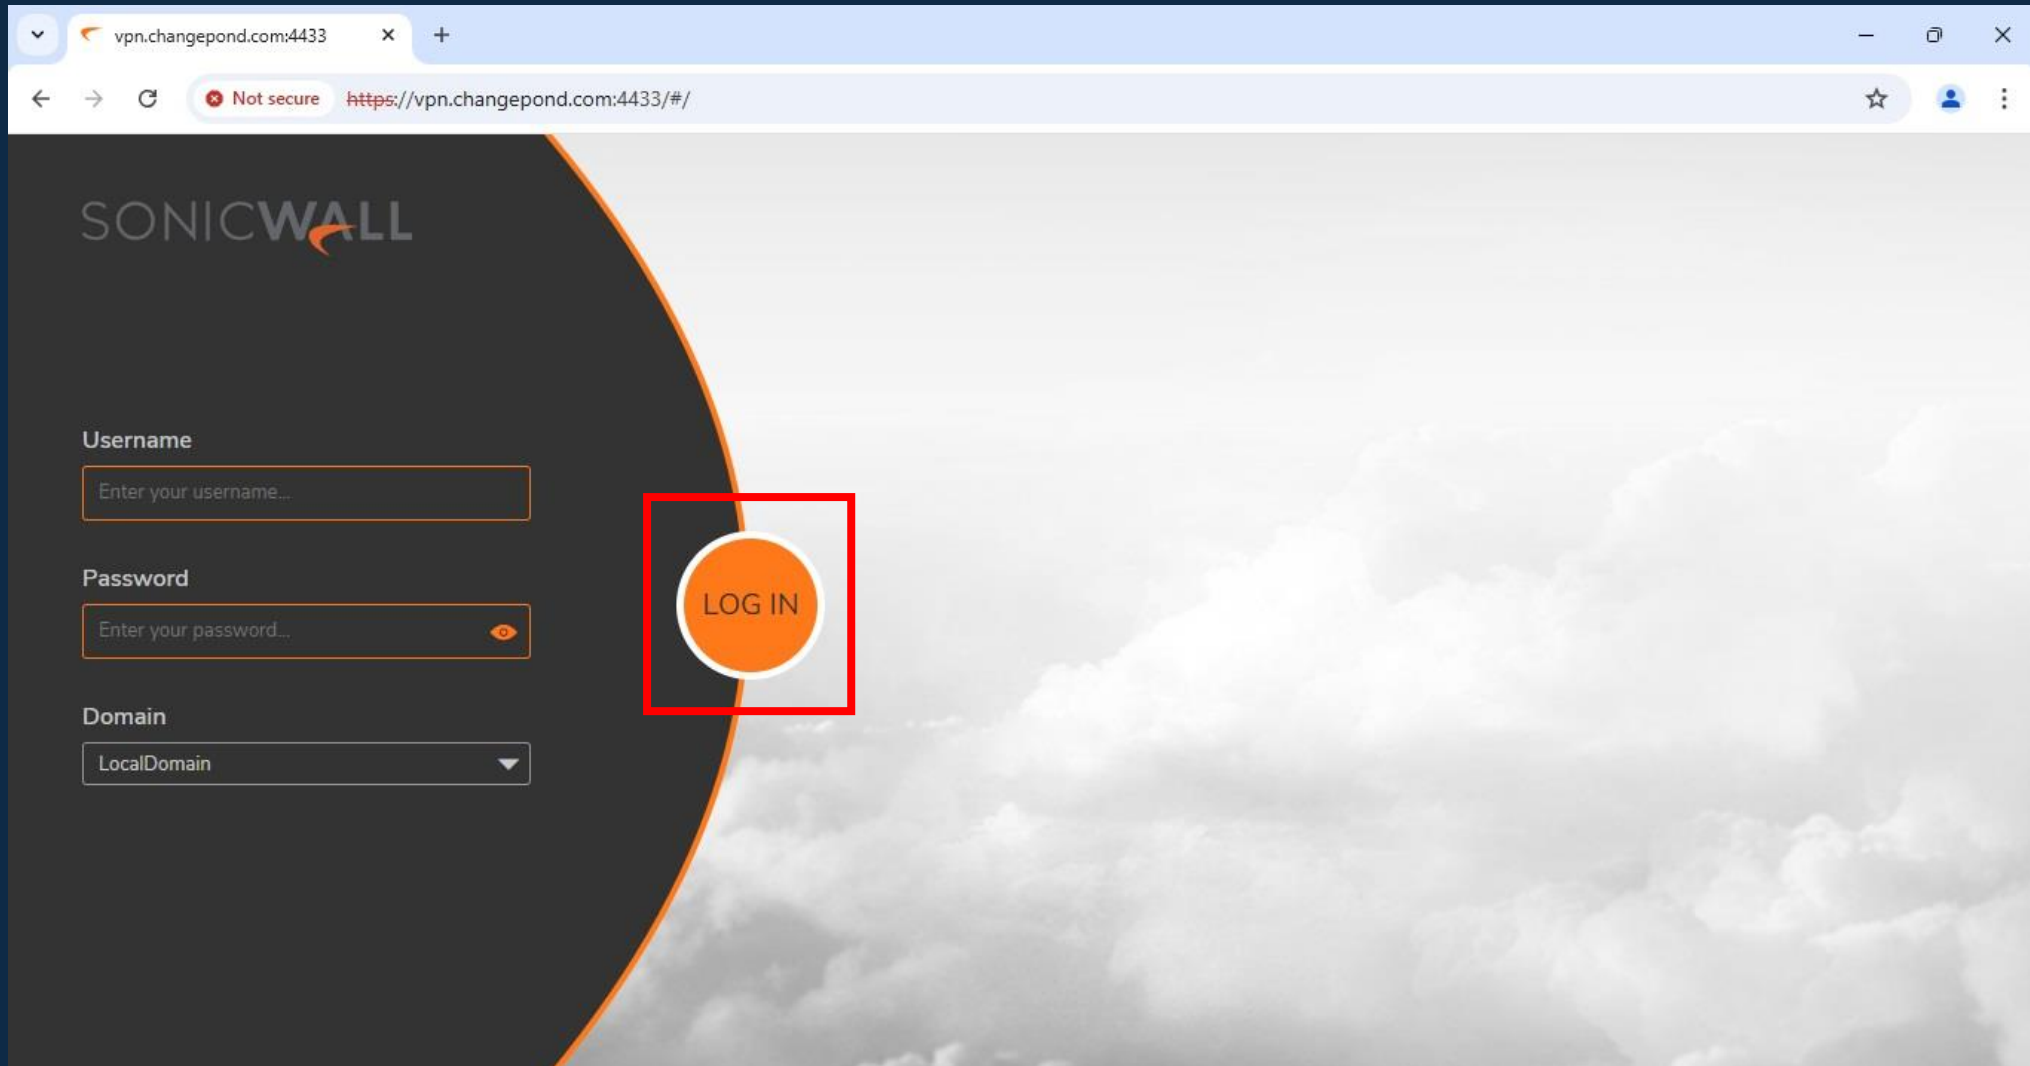 vpn.changepond.com:4433
Not secure https://vpn.changepond.com:4433/#/
SONICWALL
Username
Enter your username...
Password
Enter your password...
LOG IN
Domain
LocalDomain